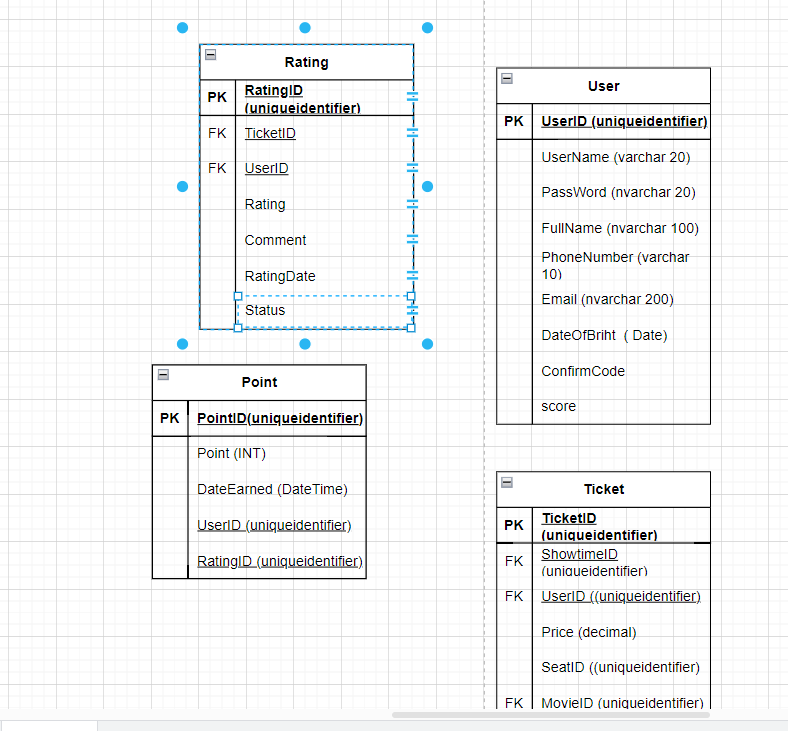 Rating
PK RatingID
(uniqueidentifier)
FK TicketID
FK UserID
Rating
Comment
RatingDate
Status
Point
PK PointID(uniqueidentifier)
Point (INT)
DateEarned (DateTime)
UserID (uniqueidentifier)
RatingID (uniqueidentifier)
User
PK UserID (uniqueidentifier)
UserName (varchar 20)
PassWord (nvarchar 20)
FullName (nvarchar 100)
PhoneNumber (varchar
10)
Email (nvarchar 200)
DateOfBriht ( Date)
ConfirmCode
score
Ticket
PK TicketID
(uniqueidentifier)
FK ShowtimeID
(uniqueidentifier)
FK UserID ((uniqueidentifier)
Price (decimal)
SeatID ((uniqueidentifier)
FK MovieID (uniqueidentifier)